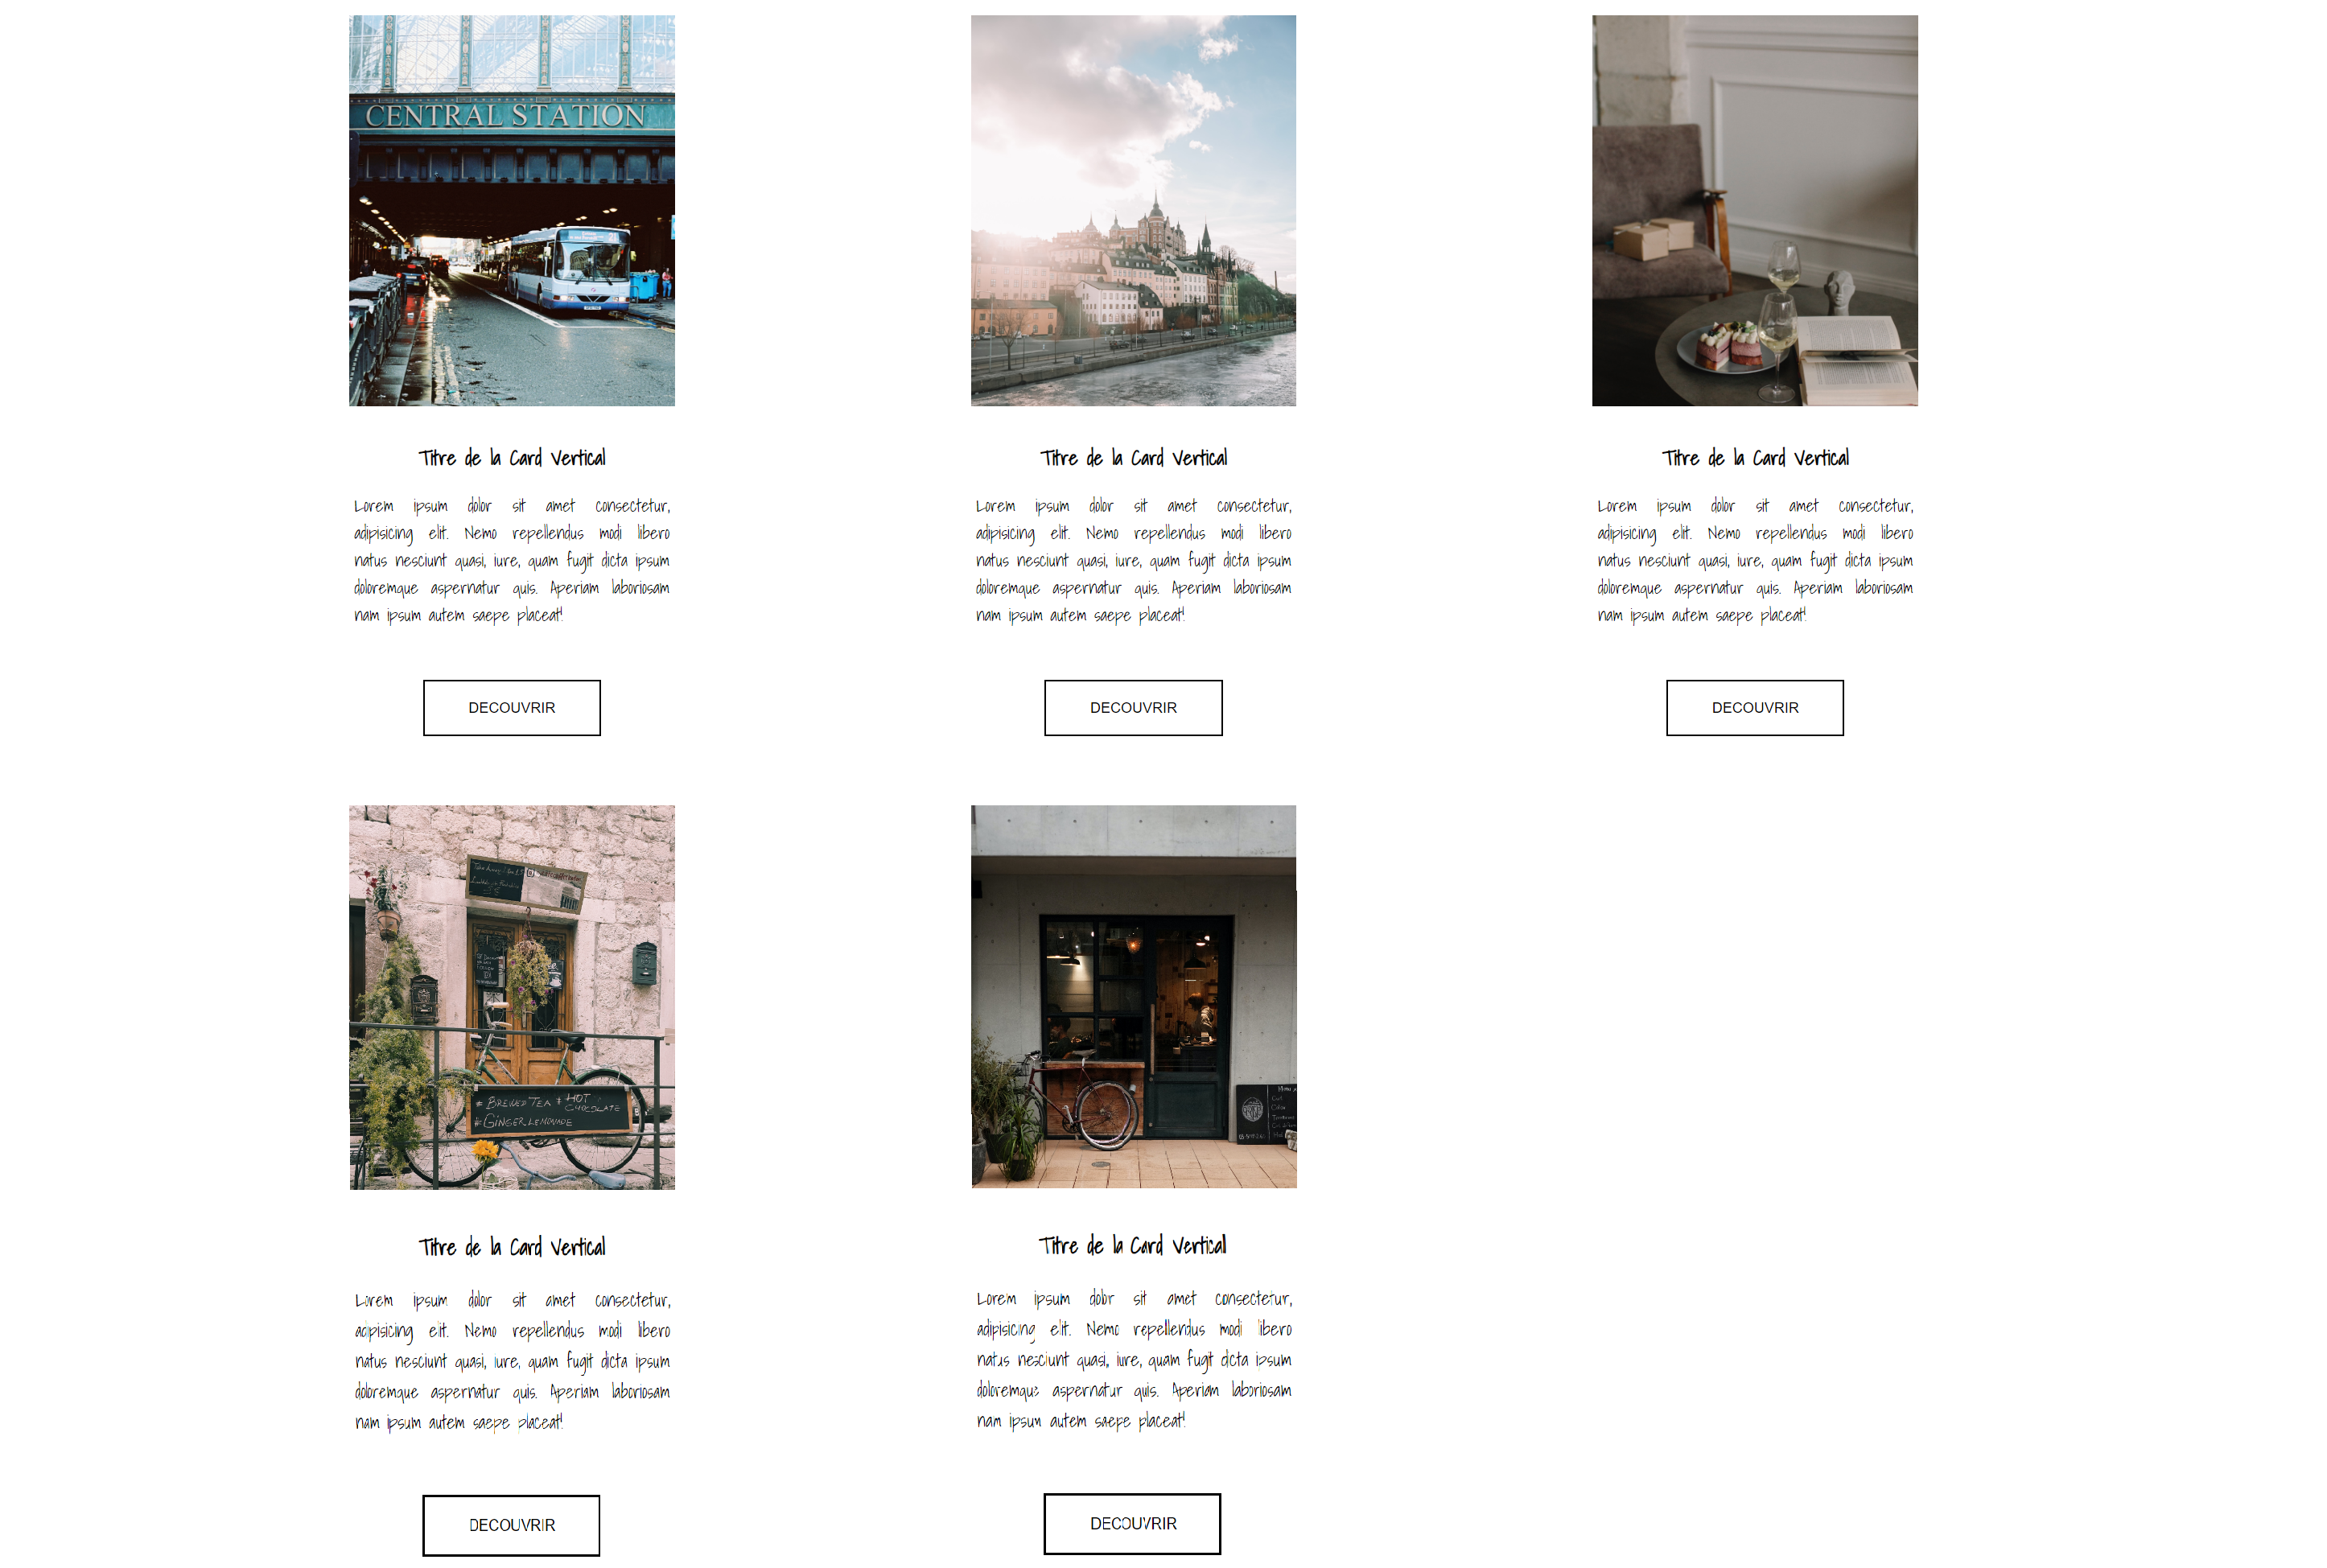 CENTRAL STATION
Titre de la Card Vertical
Lorem ipsum dolor sit amet consectetur,
adipisicing elit. Nemo repellendus modi libero
natus nesciunt quasi, iure, quam fugit dicta ipsum
doloremque aspernatur quis. Aperiam laboriosam
nam ipsum autem saepe placeat!
DECOUVRIR
Titre de la Card Vertical
Lorem ipsum dolor sit amet consectetur,
adipisicing elit. Nemo repellendus modi libero
natus nesciunt quasi, iure, quam fugit dicta ipsum
doloremque aspernatur quis. Aperiam laboriosam
nam ipsum autem saepe placeat!
DECOUVRIR
Titre de la Card Vertical
Lorem ipsum dolor sit amet consectetur,
adipisicing elit. Nemo repellendus modi libero
natus nesciunt quasi, iure, quam fugit dicta ipsum
doloremque aspernatur quis. Aperiam laboriosam
nam ipsum autem saepe placeat!
DECOUVRIR
# BREWED TEA # HOT
CHOCOLATE
# GINGER LEMONADE
Titre de la Card Vertical
Lorem ipsum dolor sit amet consectetur,
adipisicing elit. Nemo repellendus modi libero
natus nesciunt quasi, iure, quam fugit dicta ipsum
doloremque aspernatur quis. Aperiam laboriosam
nam ipsum autem saepe placeat!
DECOUVRIR
Titre de la Card Vertical
Lorem ipsum dolor sit amet consectetur,
adipisicing elit. Nemo repellendus modi libero
natus nesciunt quasi, iure, quam fugit dicta ipsum
doloremque aspernatur quis. Aperiam laboriosam
nam ipsum autem saepe placeat!
DECOUVRIR